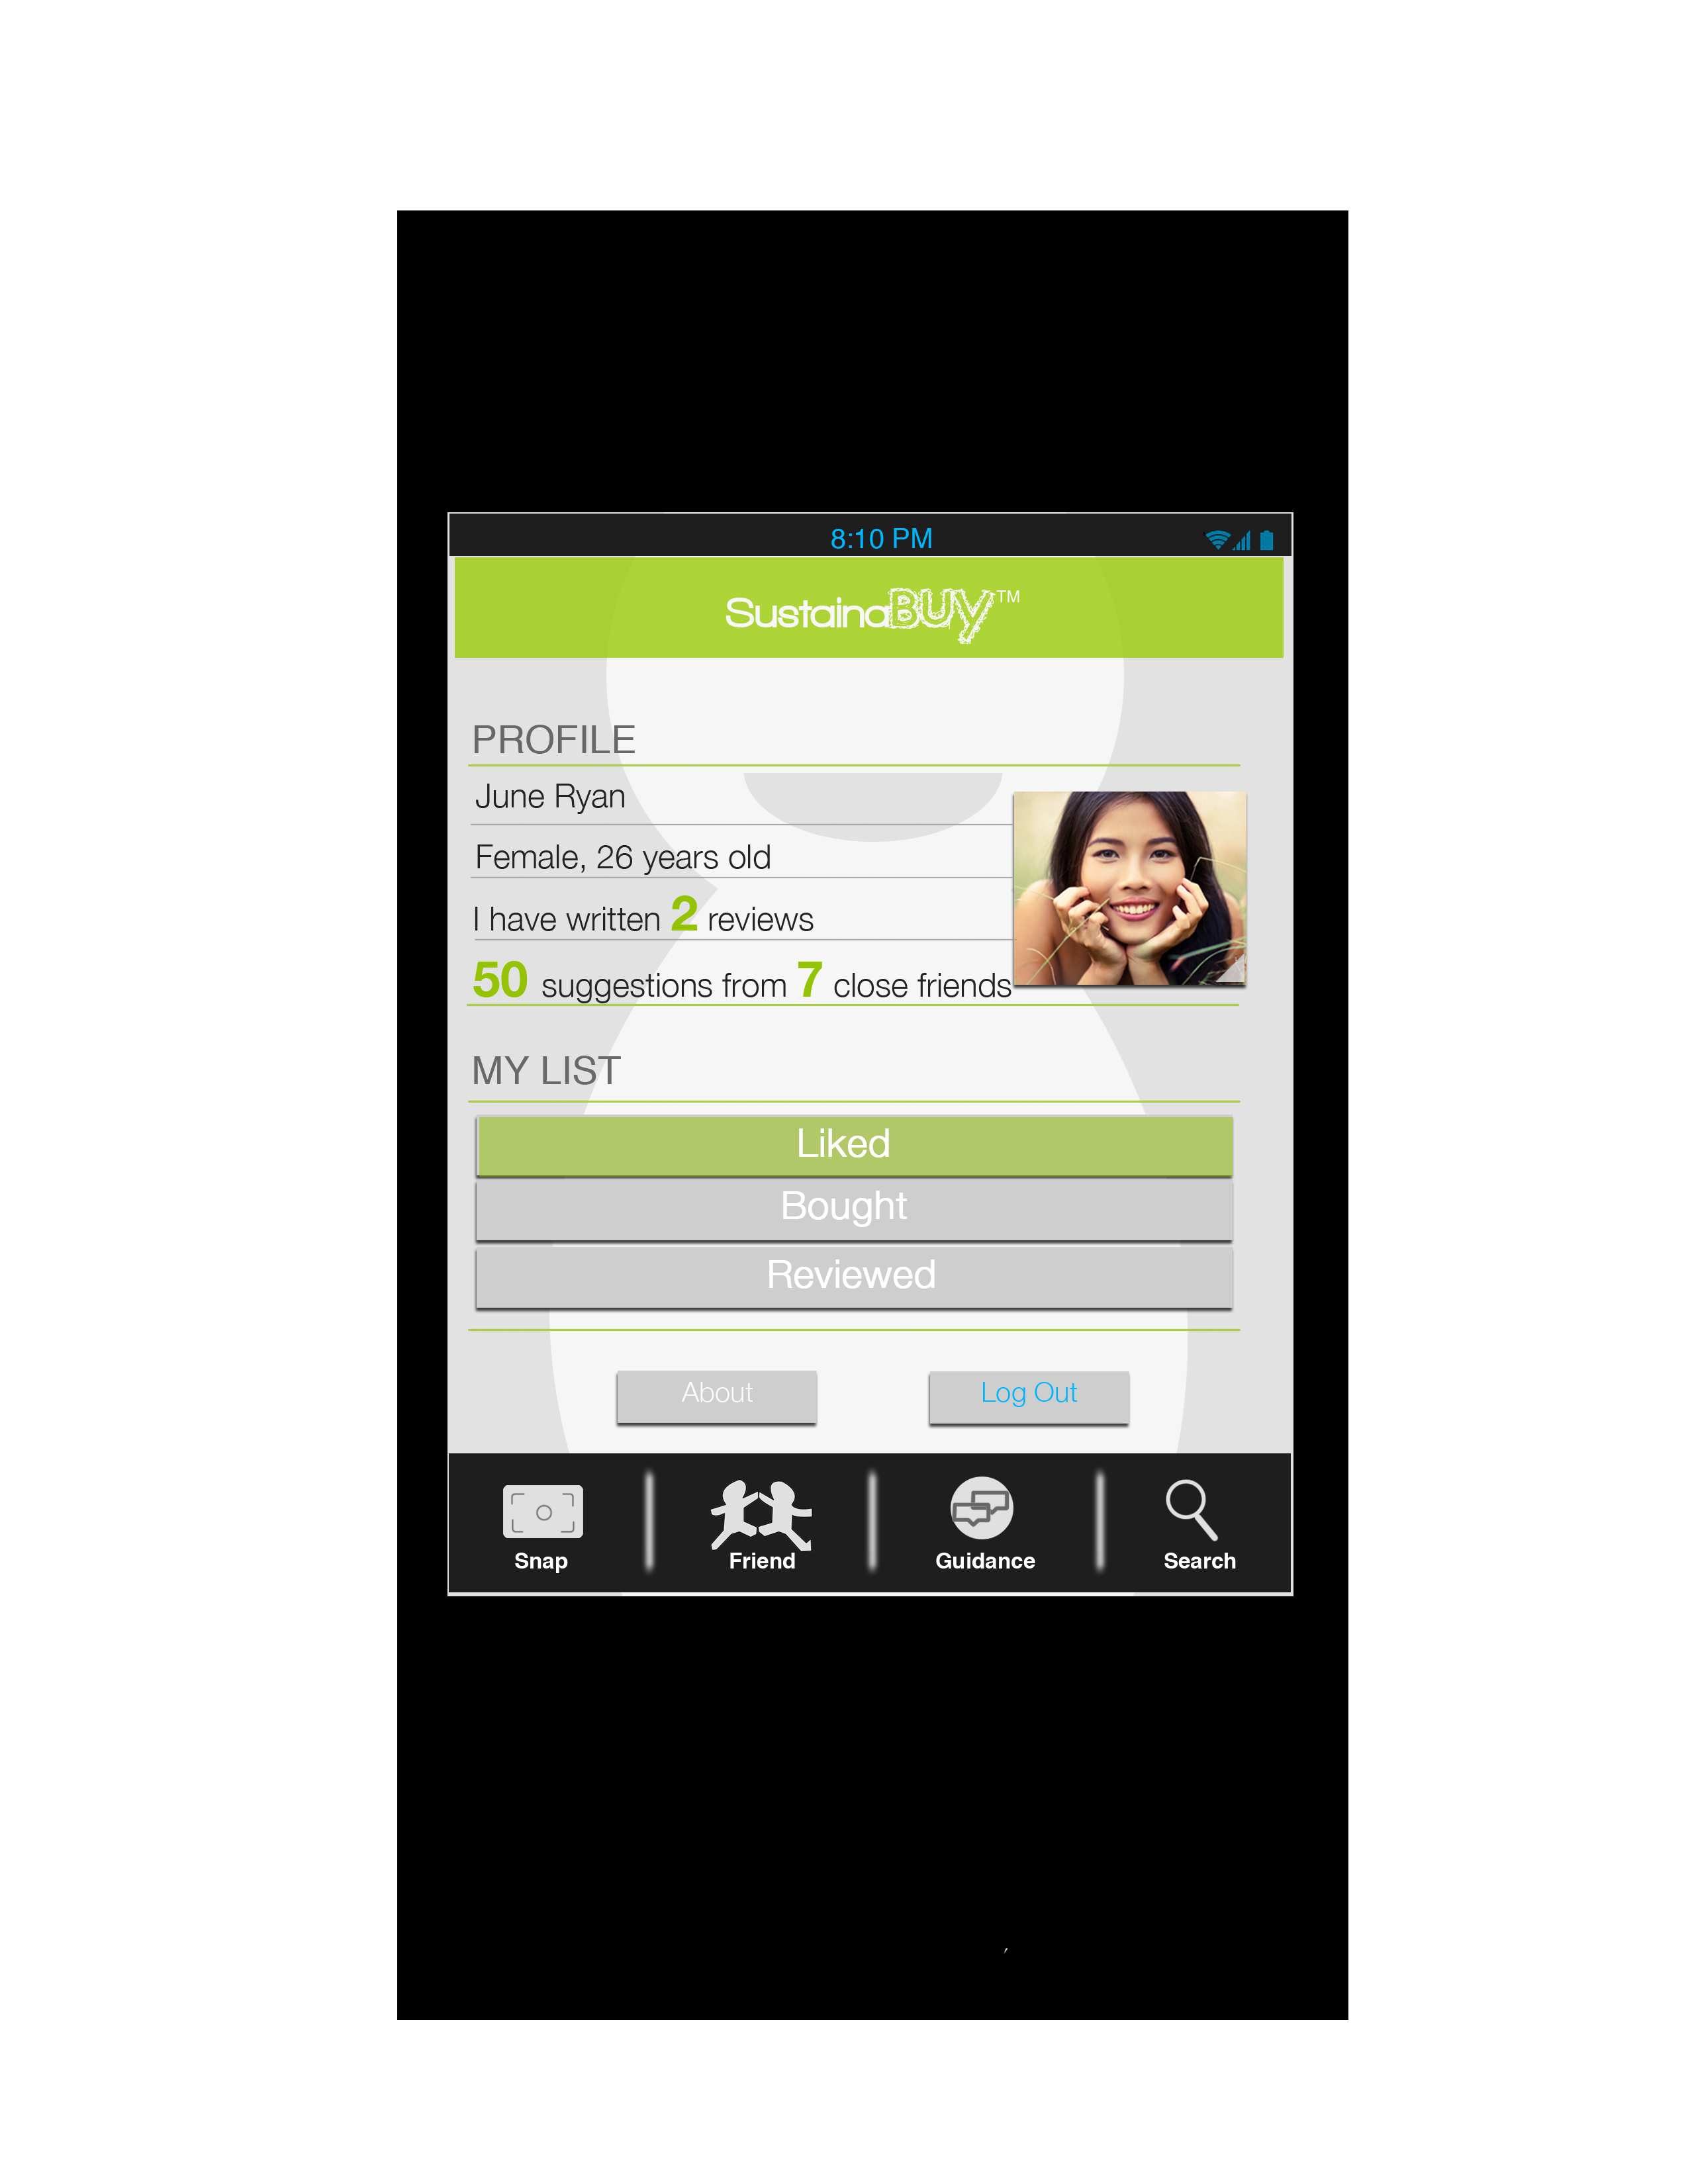 8:10 PM
SustainaBUY™
PROFILE
June Ryan
Female, 26 years old
I have written 2 reviews
50 suggestions from 7 close friends
MY LIST
Liked
Bought
Reviewed
About
Log Out
Snap
Friend
Guidance
Search